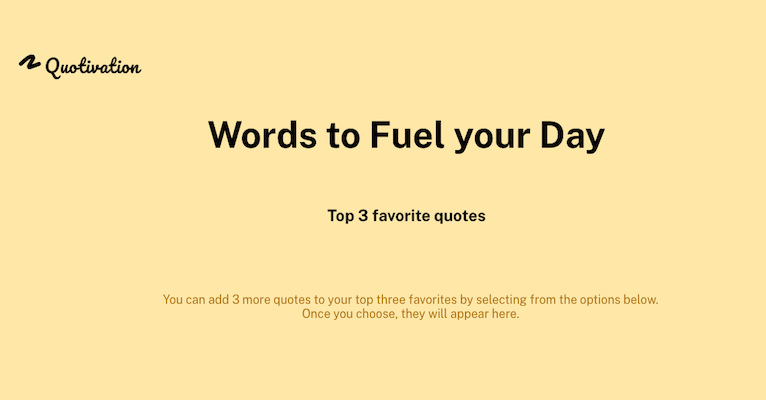 Quotivation
Words to Fuel your Day
Top 3 favorite quotes
You can add 3 more quotes to your top three favorites by selecting from the options below.
Once you choose, they will appear here.